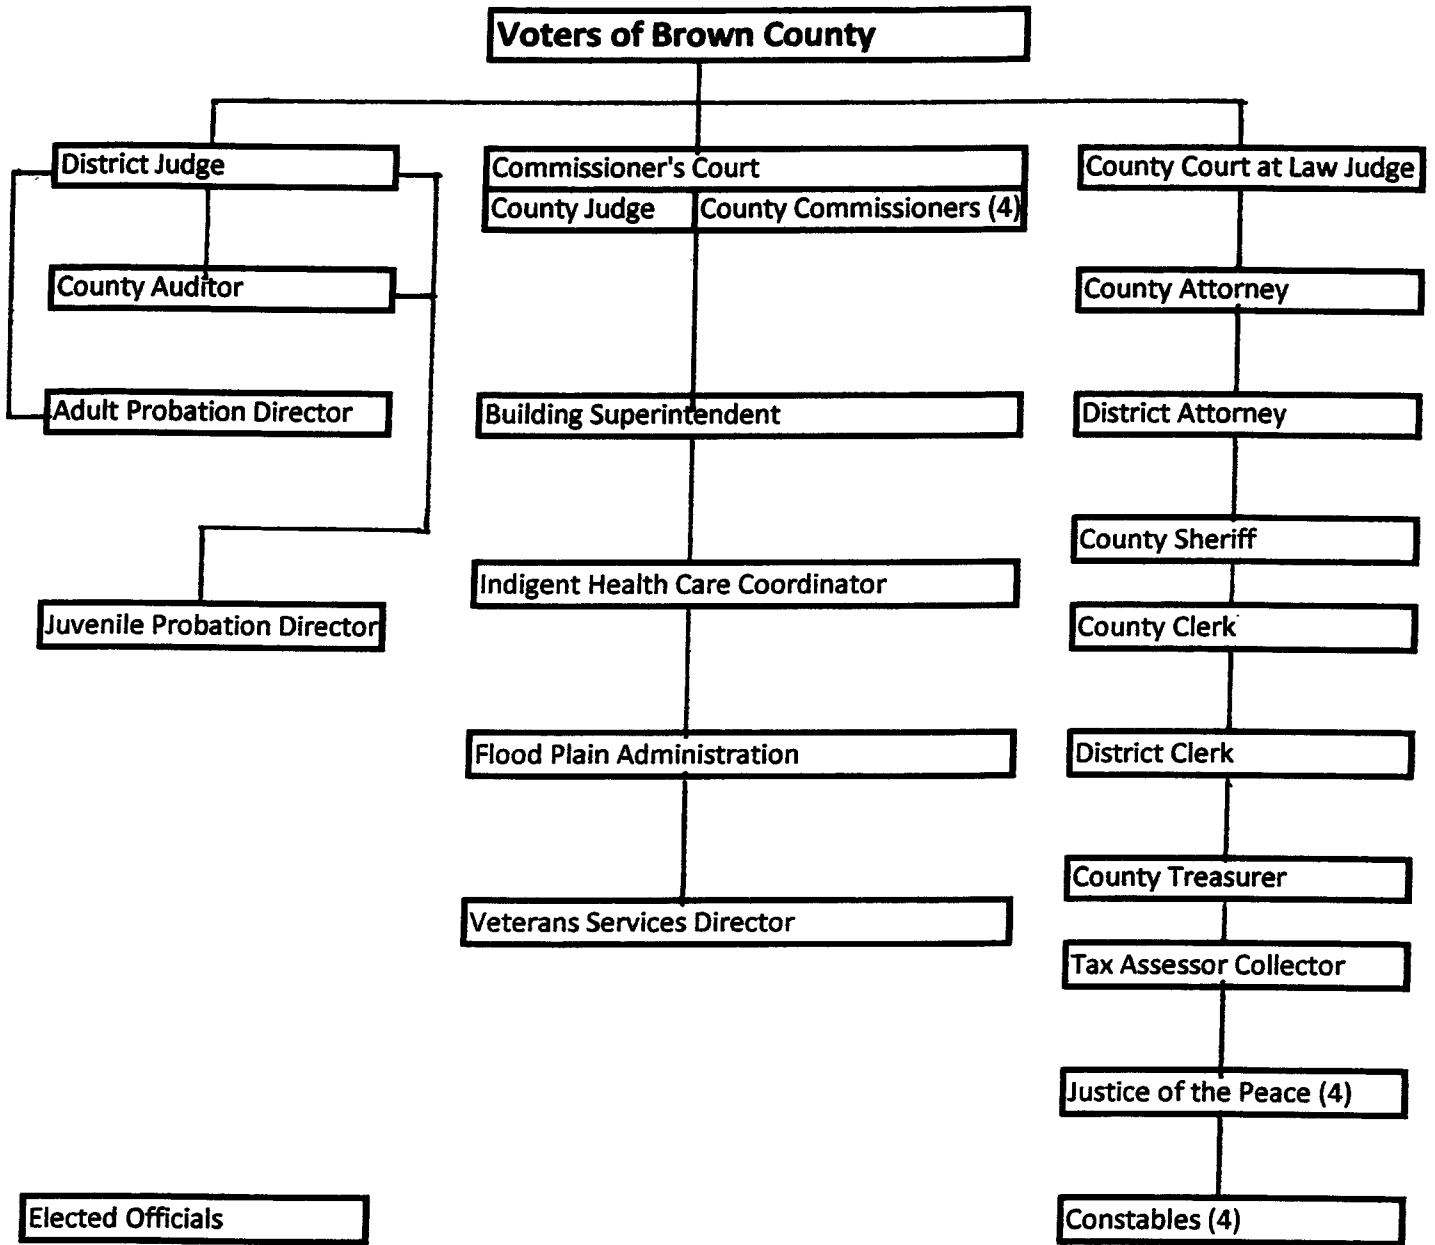 Voters of Brown County
District Judge
Commissioner's Court
County Court at Law Judge
County Judge
County Commissioners (4)
County Auditor
County Attorney
Adult Probation Director
Building Superintendent
District Attorney
County Sheriff
Indigent Health Care Coordinator
Juvenile Probation Director
County Clerk
Flood Plain Administration
District Clerk
County Treasurer
Veterans Services Director
Tax Assessor Collector
Justice of the Peace (4)
Elected Officials
Constables (4)